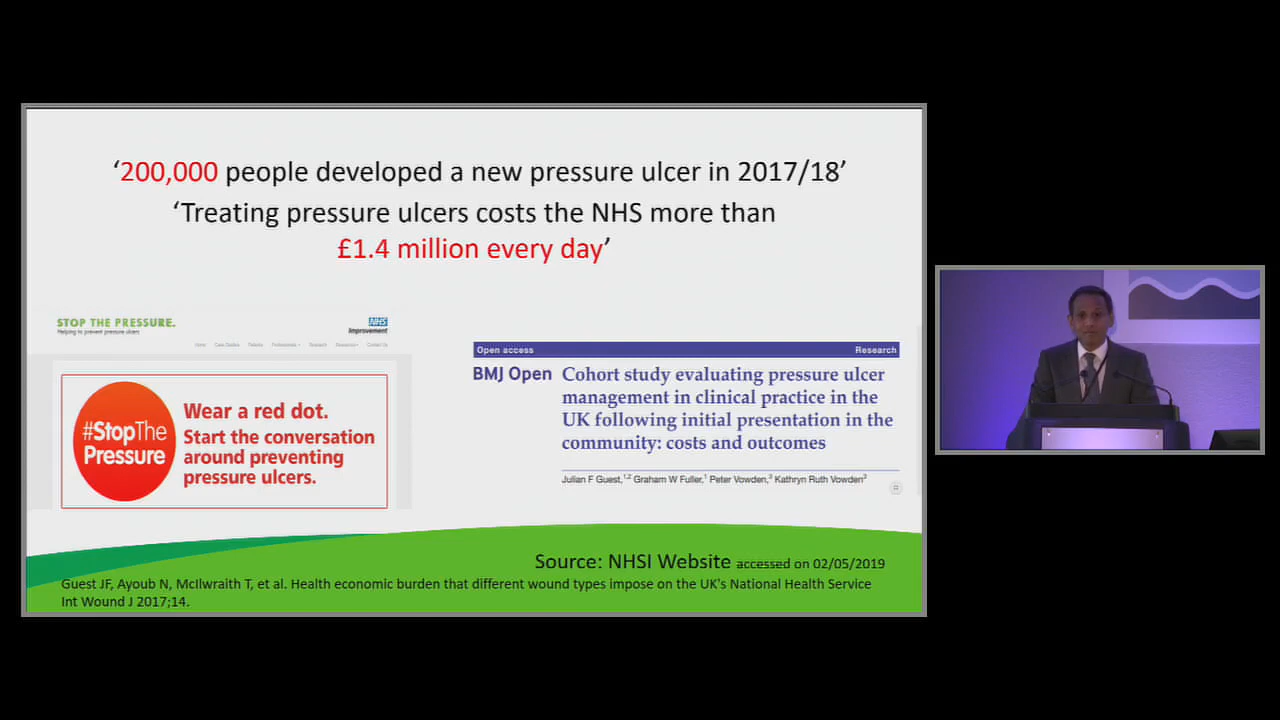 ‘200,000 people developed a new pressure ulcer in 2017/18’
‘Treating pressure ulcers costs the NHS more than
£1.4 million every day’
STOP THE PRESSURE.
Helping to prevent pressure ulcers
NHS
Improvement
Home Case Studies Patients Professionals Research Resources Contact Us
#StopThe
Pressure
Wear a red dot.
Start the conversation
around preventing
pressure ulcers.
Open access Research
BMJ Open
Cohort study evaluating pressure ulcer
management in clinical practice in the
UK following initial presentation in the
community: costs and outcomes
Julian F Guest,1,2 Graham W Fuller,1 Peter Vowden,3 Kathryn Ruth Vowden3
Source: NHSI Website accessed on 02/05/2019
Guest JF, Ayoub N, McIlwraith T, et al. Health economic burden that different wound types impose on the UK's National Health Service
Int Wound J 2017;14.